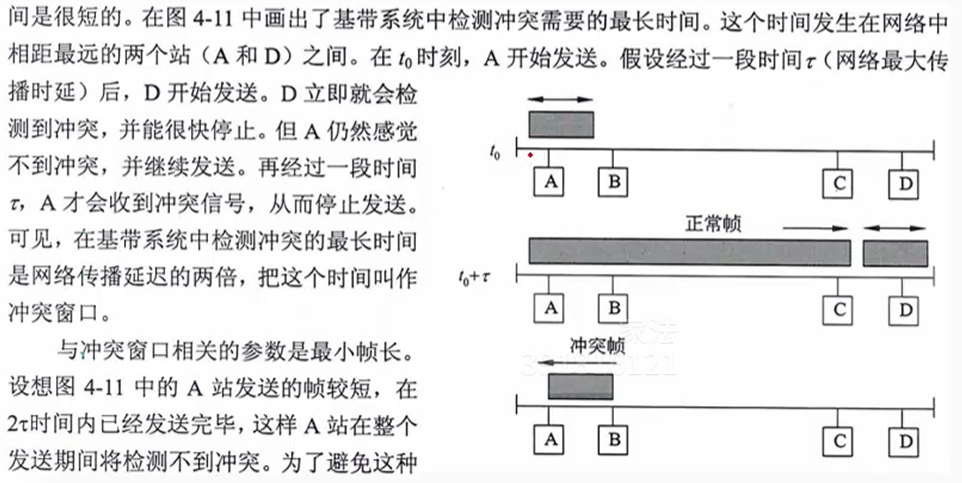 间是很短的。在图 4-11 中画出了基带系统中检测冲突需要的最长时间。这个时间发生在网络中
相距最远的两个站（A 和 D）之间。在 t₀ 时刻，A 开始发送。假设经过一段时间 τ（网络最大传
播时延）后，D 开始发送。D 立即就会检
测到冲突，并能很快停止。但 A 仍然感觉
不到冲突，并继续发送。再经过一段时间
τ，A 才会收到冲突信号，从而停止发送。
可见，在基带系统中检测冲突的最长时间
是网络传播延迟的两倍，把这个时间叫作
冲突窗口。
与冲突窗口相关的参数是最小帧长。
设想图 4-11 中的 A 站发送的帧较短，在
2τ时间内已经发送完毕，这样 A 站在整个
发送期间将检测不到冲突。为了避免这种
t₀
A B C D
正常帧
t₀+τ
A B C D
冲突帧
A B C D